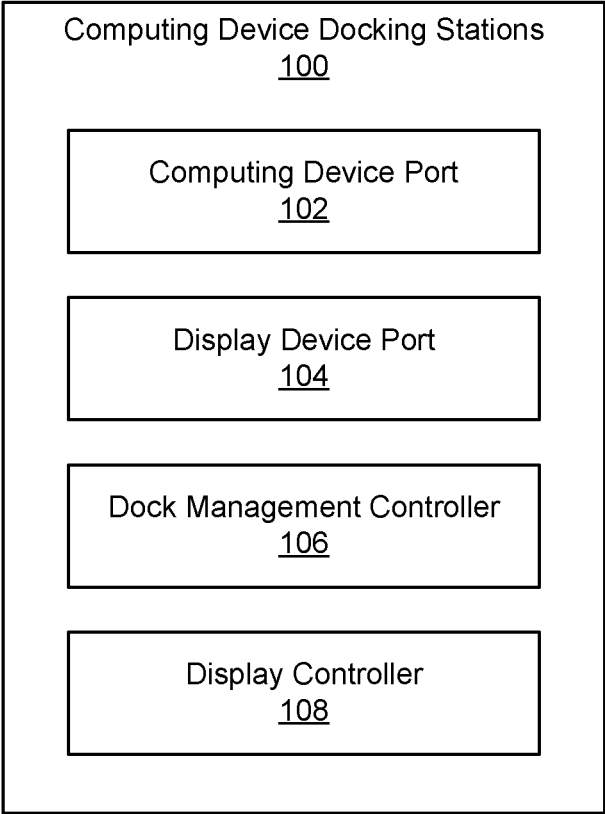 Computing Device Docking Stations
100
Computing Device Port
102
Display Device Port
104
Dock Management Controller
106
Display Controller
108